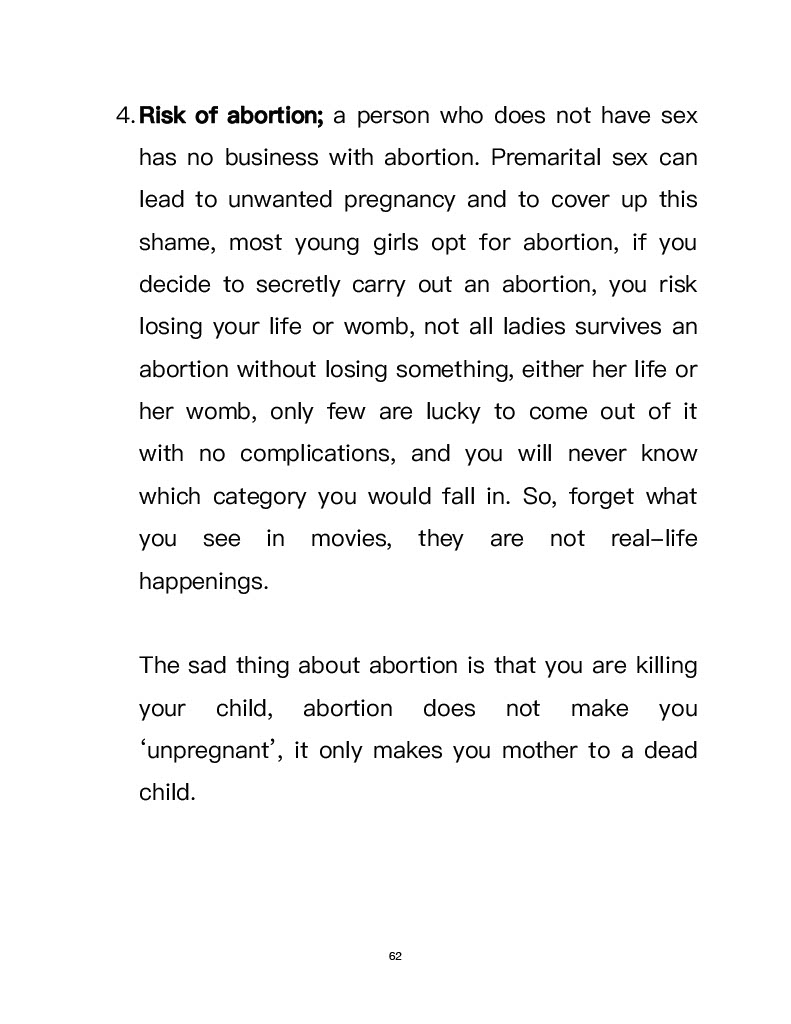 4. Risk of abortion; a person who does not have sex
has no business with abortion. Premarital sex can
lead to unwanted pregnancy and to cover up this
shame, most young girls opt for abortion, if you
decide to secretly carry out an abortion, you risk
losing your life or womb, not all ladies survives an
abortion without losing something, either her life or
her womb, only few are lucky to come out of it
with no complications, and you will never know
which category you would fall in. So, forget what
you see in movies, they are not real-life
happenings.
The sad thing about abortion is that you are killing
your child, abortion does not make you
‘unpregnant’, it only makes you mother to a dead
child.
62